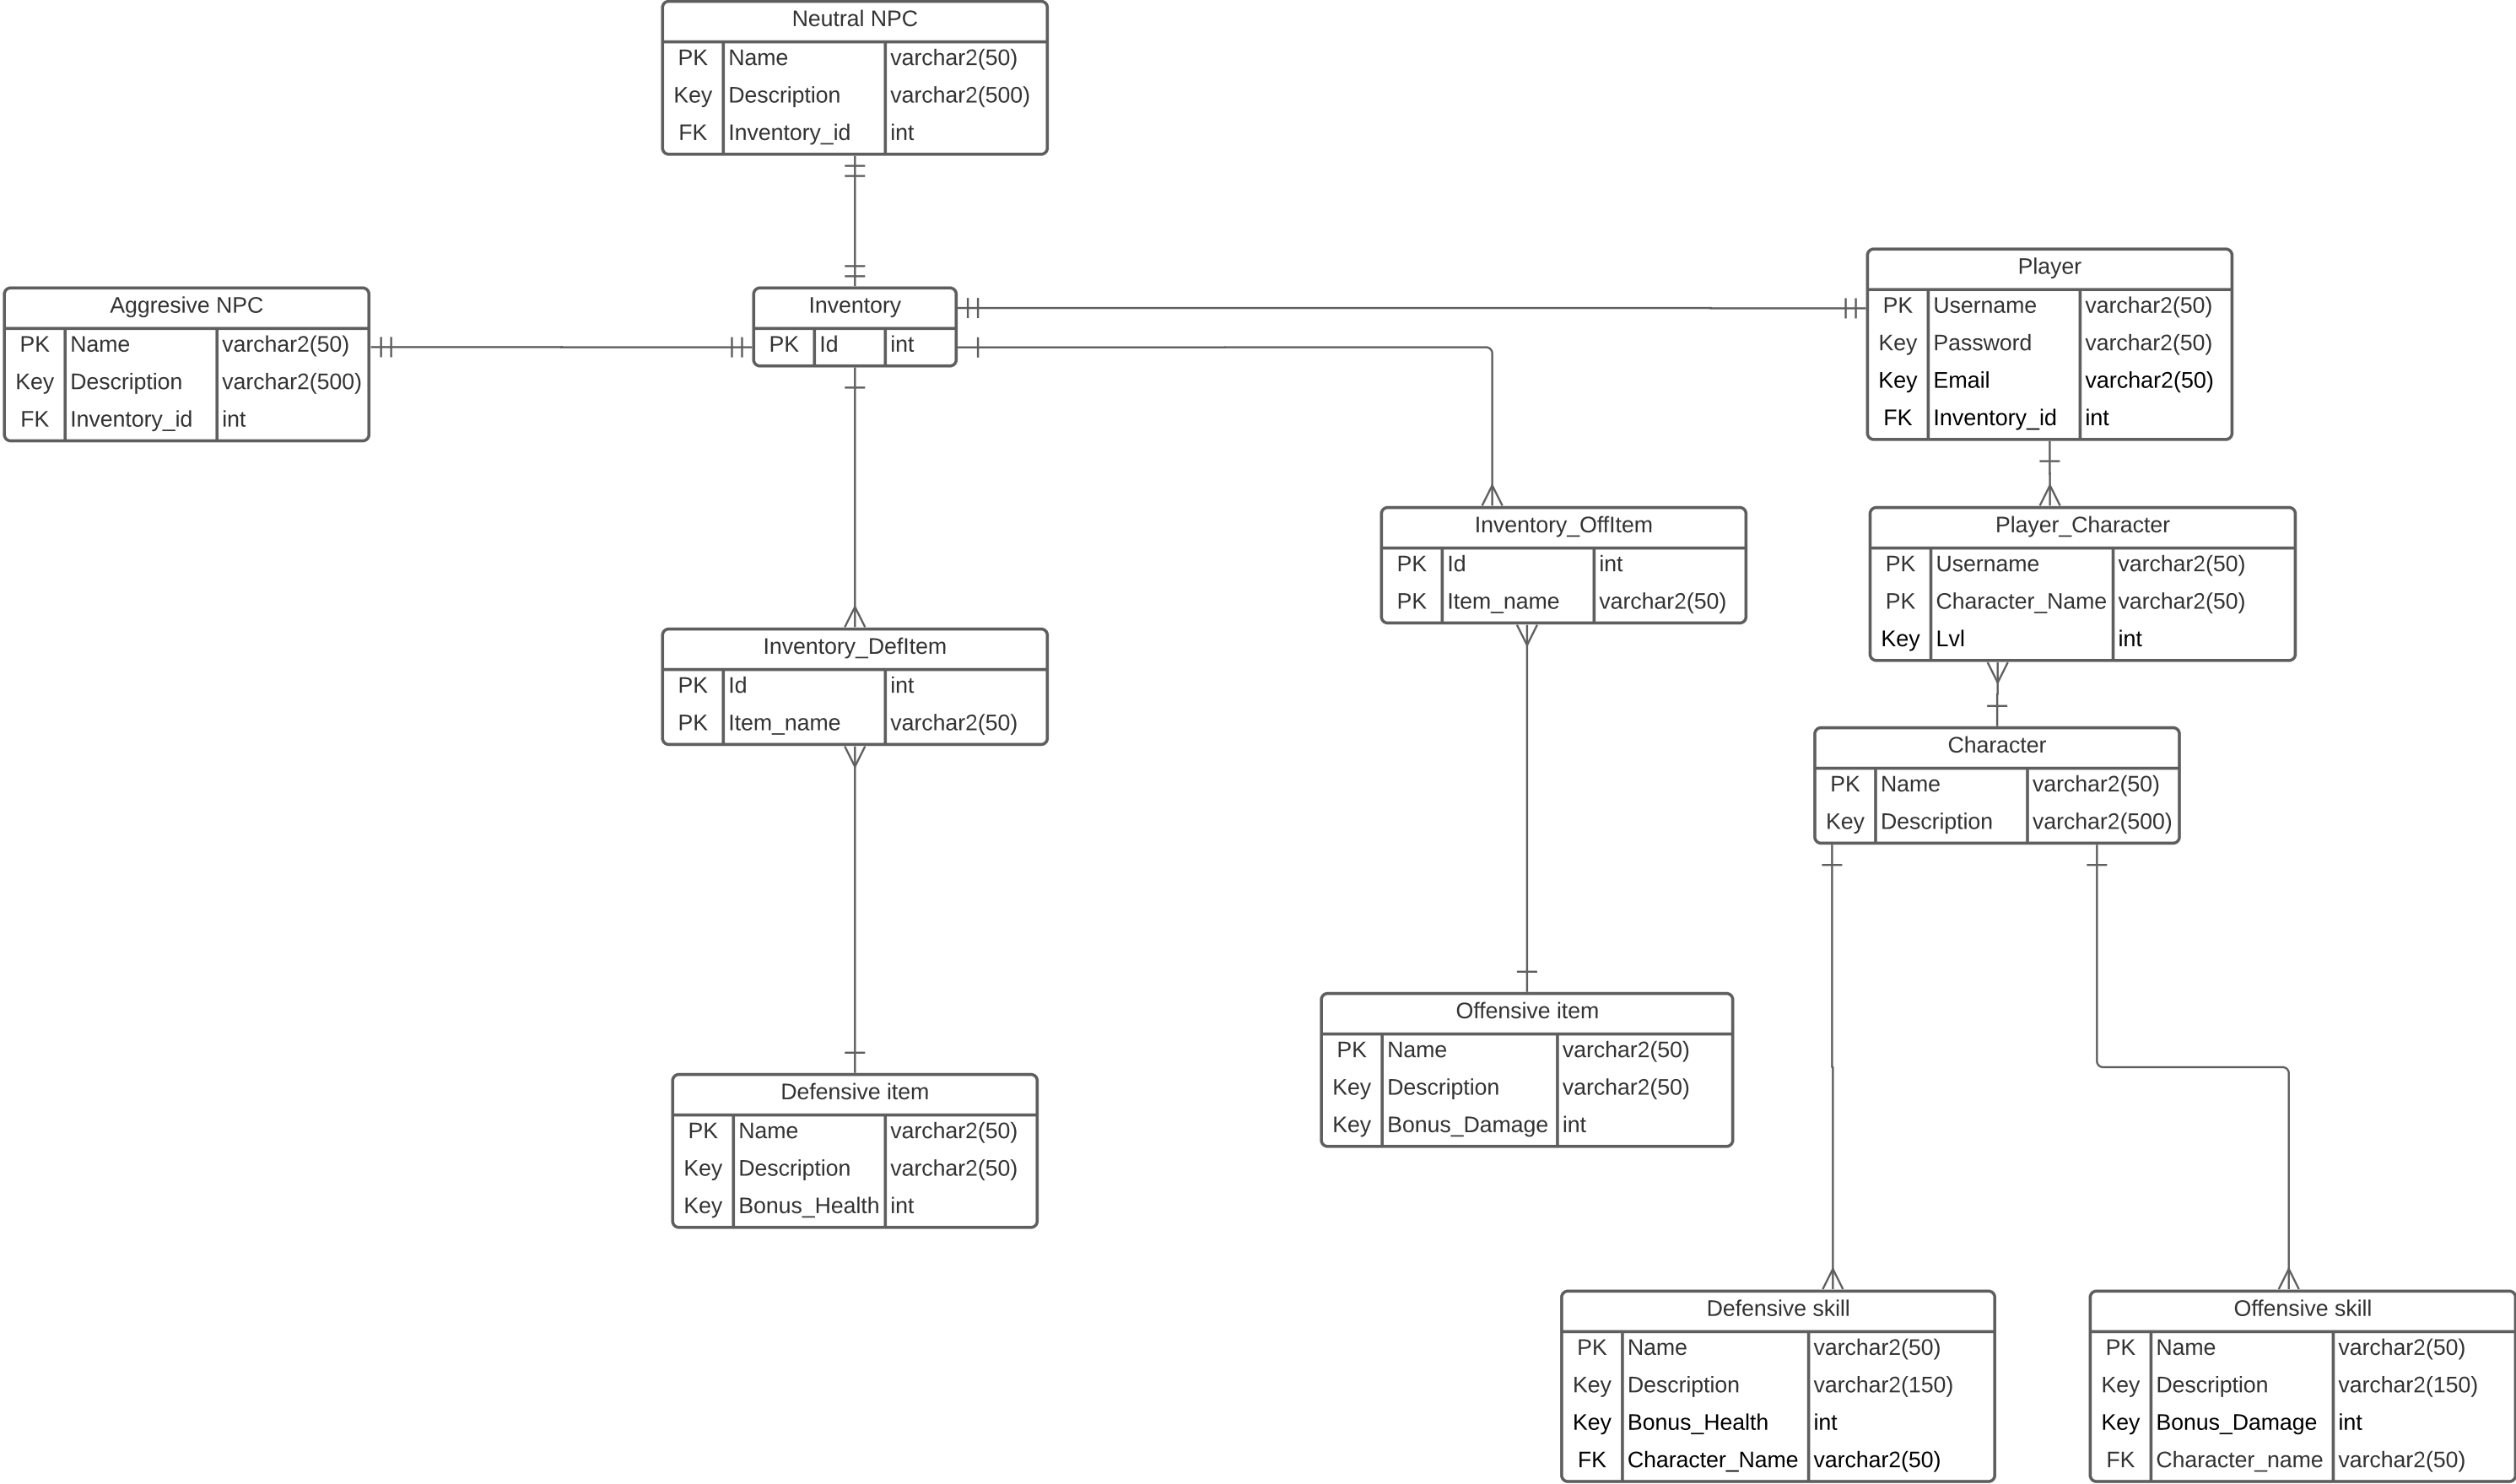 Neutral NPC
PK Name varchar2(50)
Key Description varchar2(500)
FK Inventory_id int
Aggresive NPC
PK Name varchar2(50)
Key Description varchar2(500)
FK Inventory_id int
Inventory
PK Id int
Player
PK Username varchar2(50)
Key Password varchar2(50)
Key Email varchar2(50)
FK Inventory_id int
Inventory_OffItem
PK Id int
PK Item_name varchar2(50)
Player_Character
PK Username varchar2(50)
PK Character_Name varchar2(50)
Key Lvl int
Inventory_DefItem
PK Id int
PK Item_name varchar2(50)
Character
PK Name varchar2(50)
Key Description varchar2(500)
Offensive item
PK Name varchar2(50)
Key Description varchar2(50)
Key Bonus_Damage int
Defensive item
PK Name varchar2(50)
Key Description varchar2(50)
Key Bonus_Health int
Defensive skill
PK Name varchar2(50)
Key Description varchar2(150)
Key Bonus_Health int
FK Character_Name varchar2(50)
Offensive skill
PK Name varchar2(50)
Key Description varchar2(150)
Key Bonus_Damage int
FK Character_name varchar2(50)